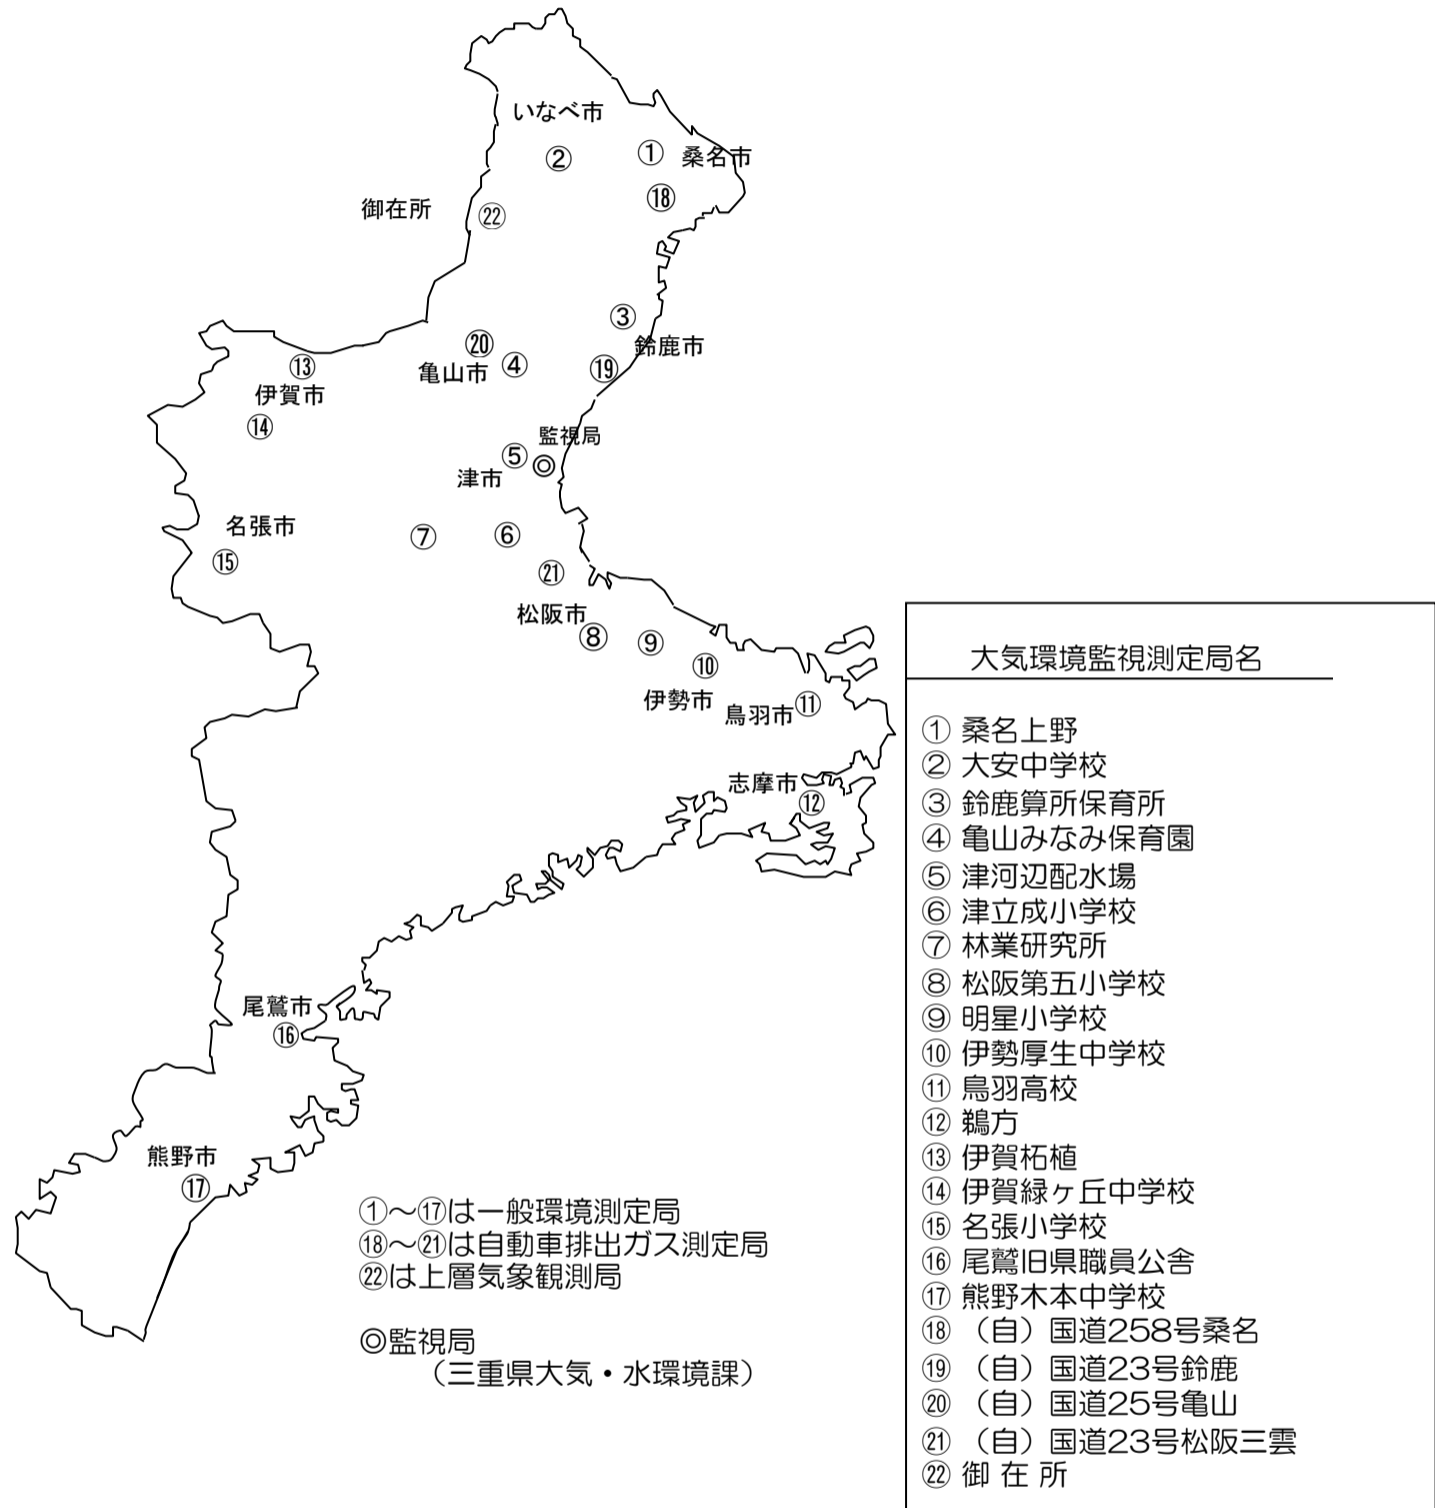 いなべ市
②
①
桑名市
⑱
御在所
㉒
③
鈴鹿市
⑳
亀山市
④
⑲
⑬
伊賀市
⑭
監視局
⑤
◎
津市
名張市
⑮
⑦
⑥
㉑
松阪市
⑧
⑨
⑩
伊勢市
鳥羽市
⑪
志摩市
⑫
尾鷲市
⑯
熊野市
⑰
①~⑰は一般環境測定局
⑱~㉑は自動車排出ガス測定局
㉒は上層気象観測局
◎監視局
(三重県大気・水環境課)
大気環境監視測定局名
① 桑名上野
② 大安中学校
③ 鈴鹿算所保育所
④ 亀山みなみ保育園
⑤ 津河辺配水場
⑥ 津立成小学校
⑦ 林業研究所
⑧ 松阪第五小学校
⑨ 明星小学校
⑩ 伊勢厚生中学校
⑪ 鳥羽高校
⑫ 鵜方
⑬ 伊賀柘植
⑭ 伊賀緑ヶ丘中学校
⑮ 名張小学校
⑯ 尾鷲旧県職員公舎
⑰ 熊野木本中学校
⑱ (自)国道258号桑名
⑲ (自)国道23号鈴鹿
⑳ (自)国道25号亀山
㉑ (自)国道23号松阪三雲
㉒ 御 在 所